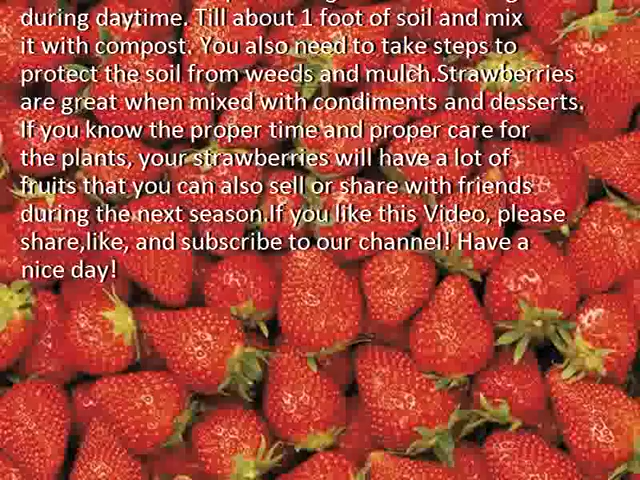 during daytime. Till about 1 foot of soil and mix
it with compost. You also need to take steps to
protect the soil from weeds and mulch.Strawberries
are great when mixed with condiments and desserts.
If you know the proper time and proper care for
the plants, your strawberries will have a lot of
fruits that you can also sell or share with friends
during the next season.If you like this Video, please
share,like, and subscribe to our channel! Have a
nice day!